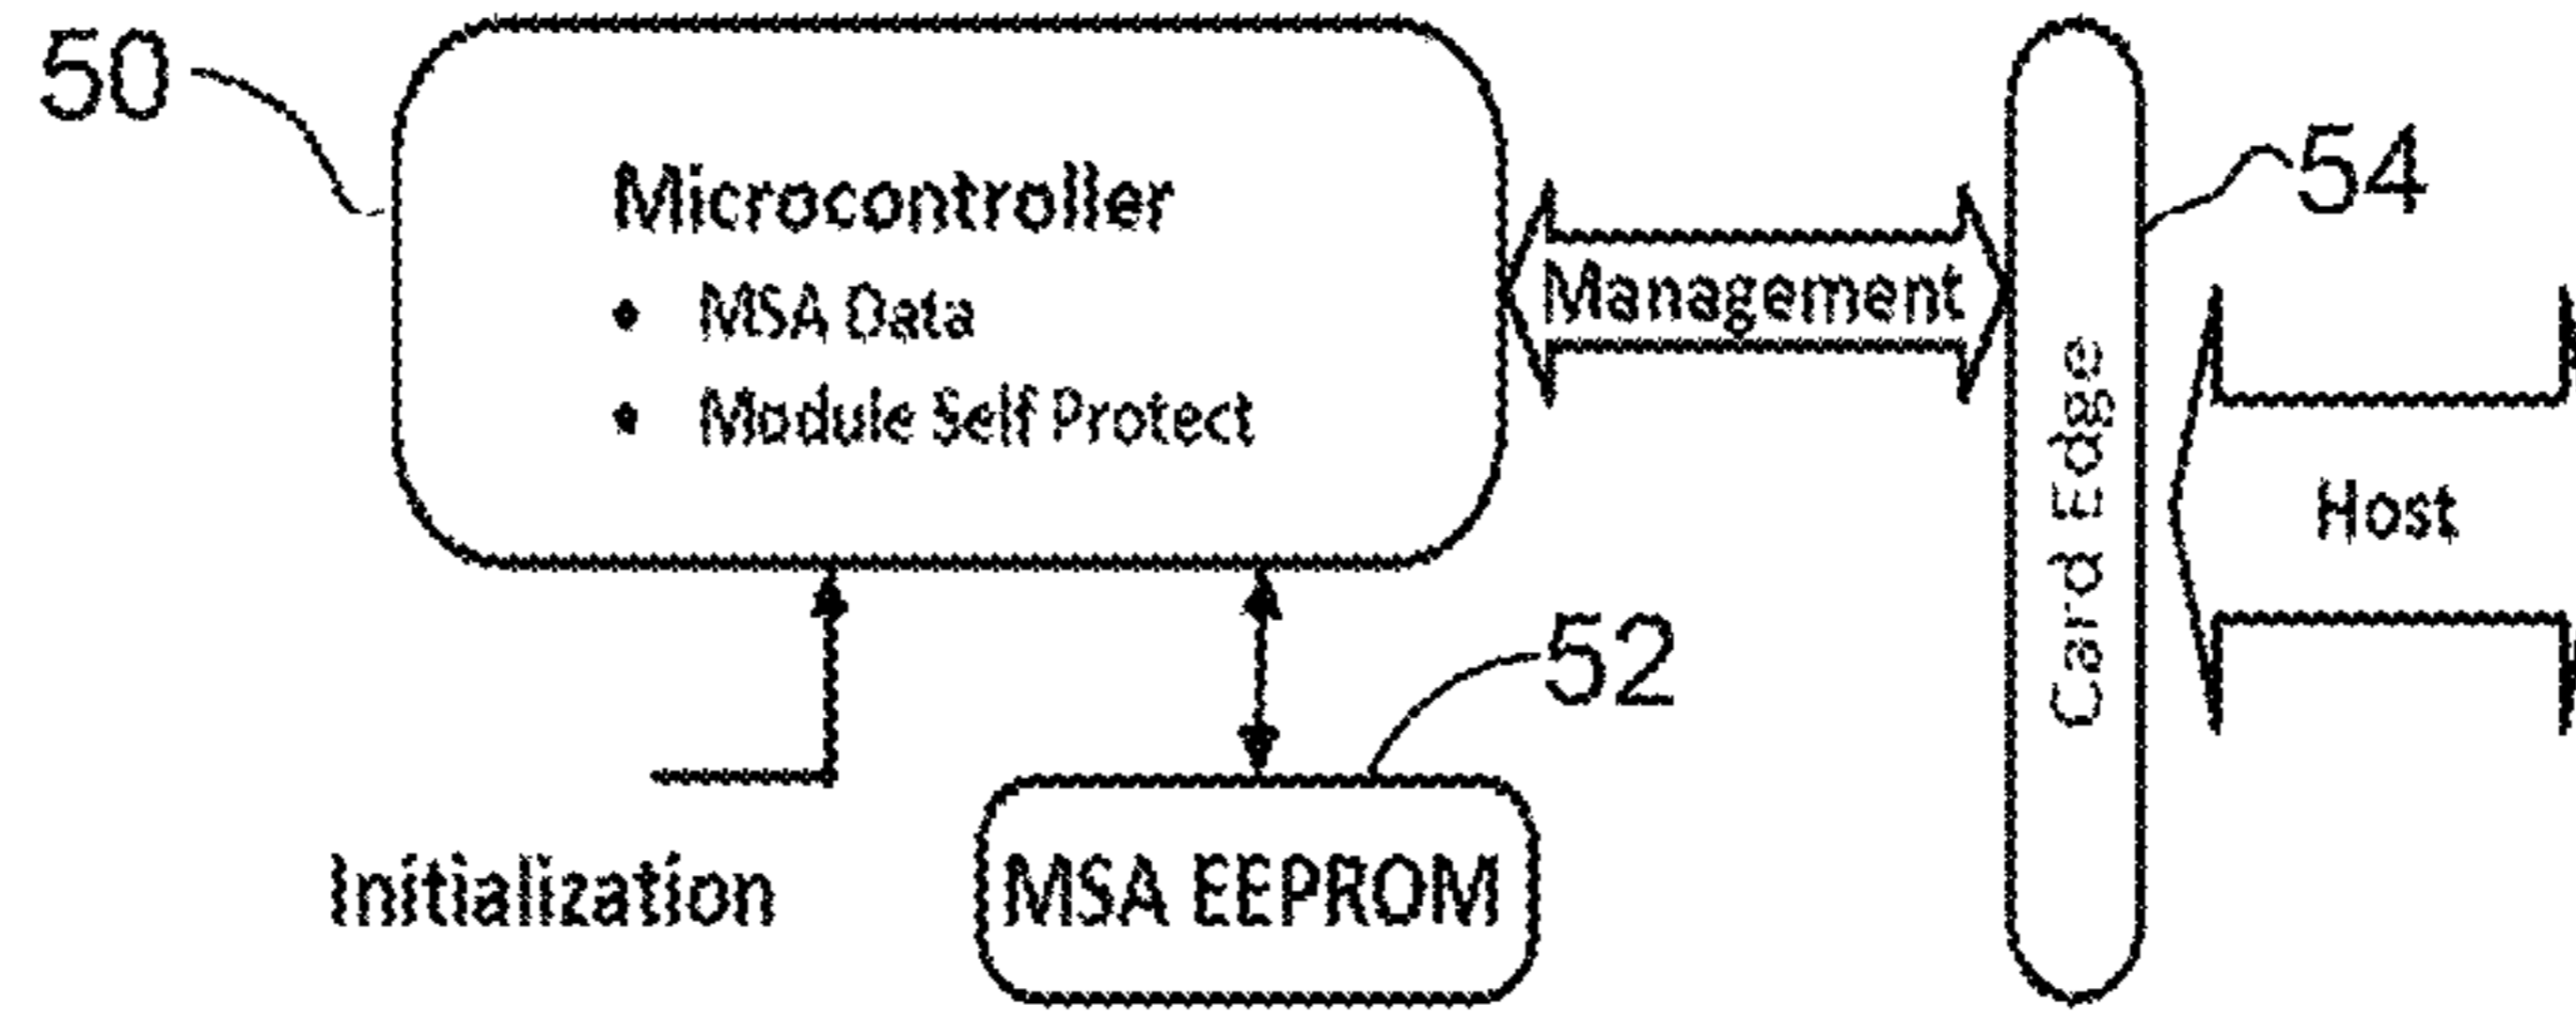 50
Microcontroller
• MSA Data
• Module Self Protect
Management
54
Card Edge
Host
52
Initialization
MSA EEPROM